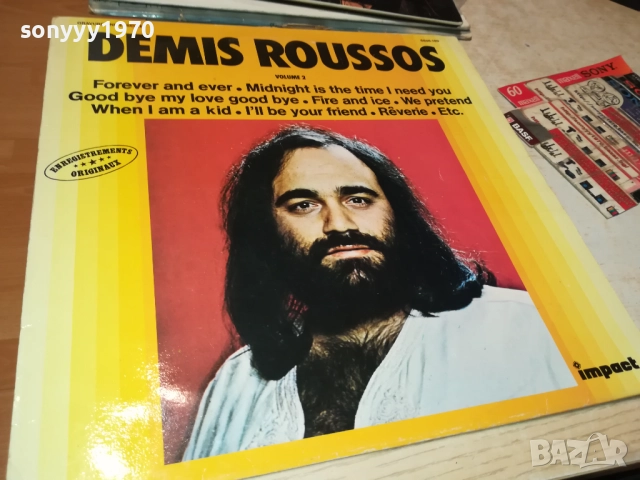 sonyyy1970
DEMIS ROUSSOS
VOLUME 2
Forever and ever • Midnight is the time I need you
Good bye my love good bye • Fire and ice • We pretend
When I am a kid • I'll be your friend • Rêverie • Etc.
ENREGISTREMENTS
ORIGINAUX
60
SONY
BASF
impact
BAZAR